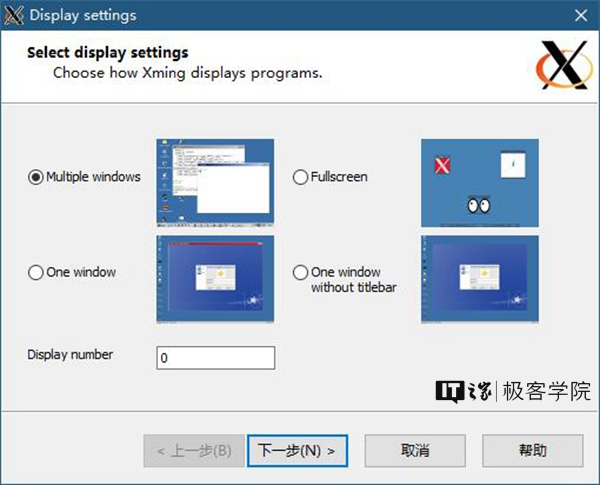 Display settings
Select display settings
Choose how Xming displays programs.
Multiple windows
Fullscreen
One window
One window
without titlebar
Display number
0
IT之家 极客学院
< 上一步(B)
下一步(N) >
取消
帮助